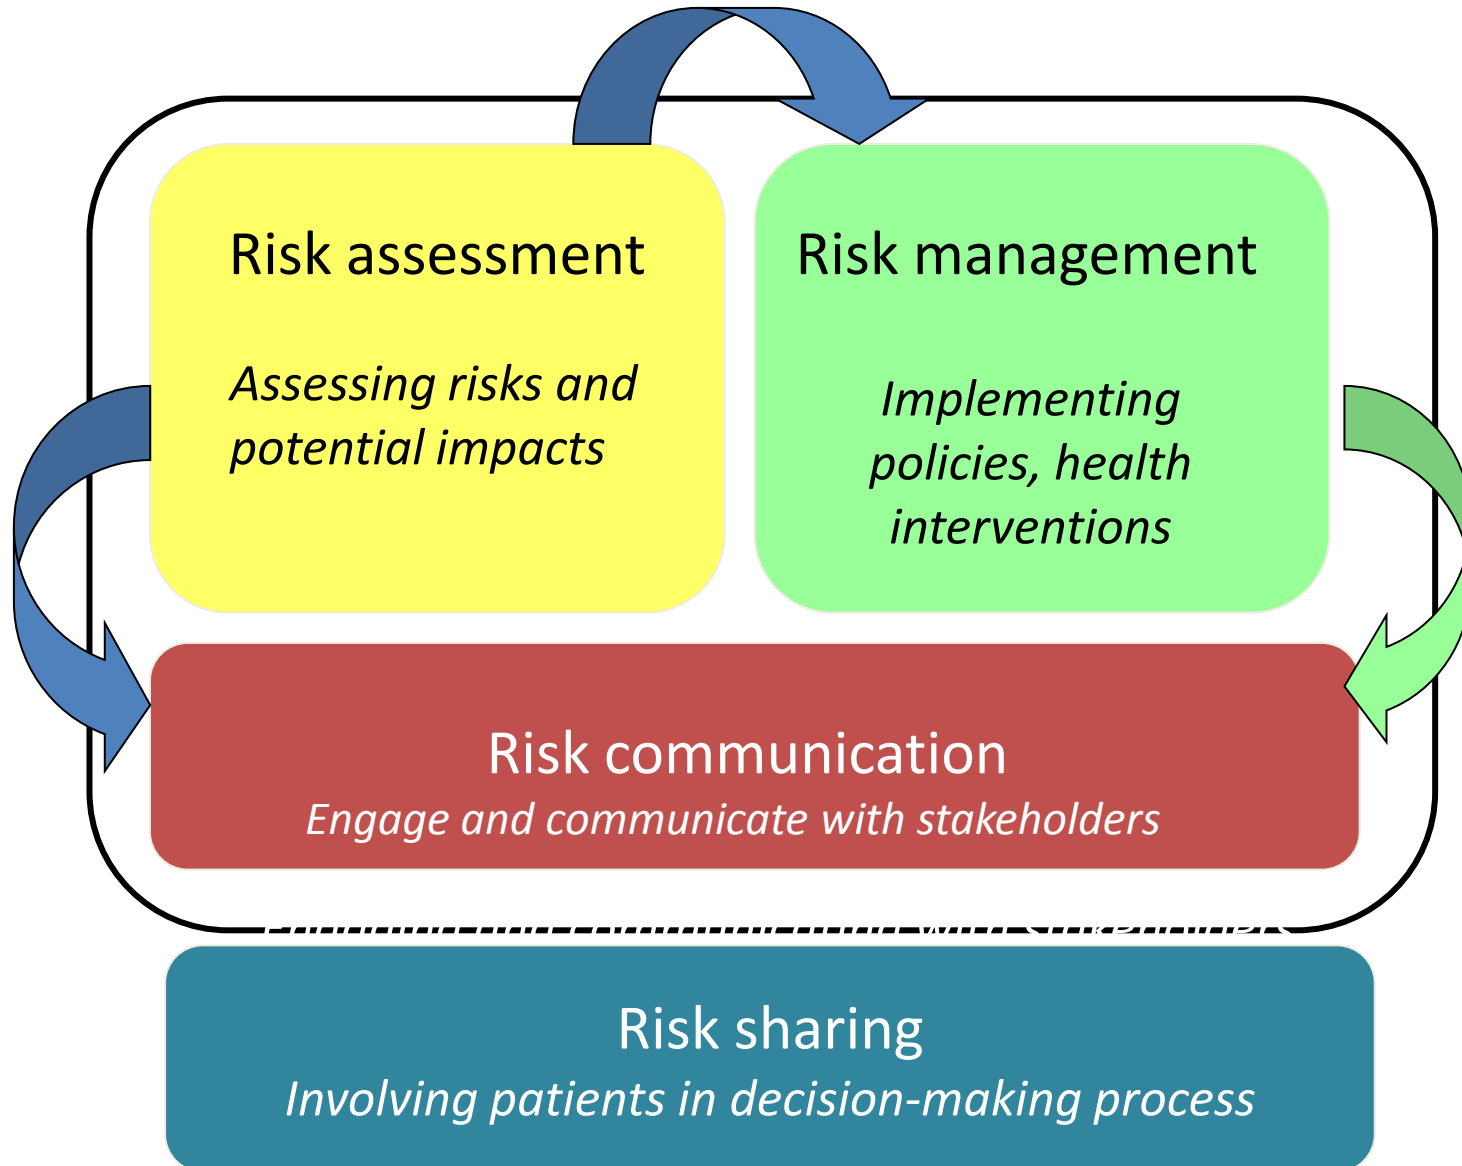 Risk assessment
Assessing risks and
potential impacts
Risk management
Implementing
policies, health
interventions
Risk communication
Engage and communicate with stakeholders
Risk sharing
Involving patients in decision-making process